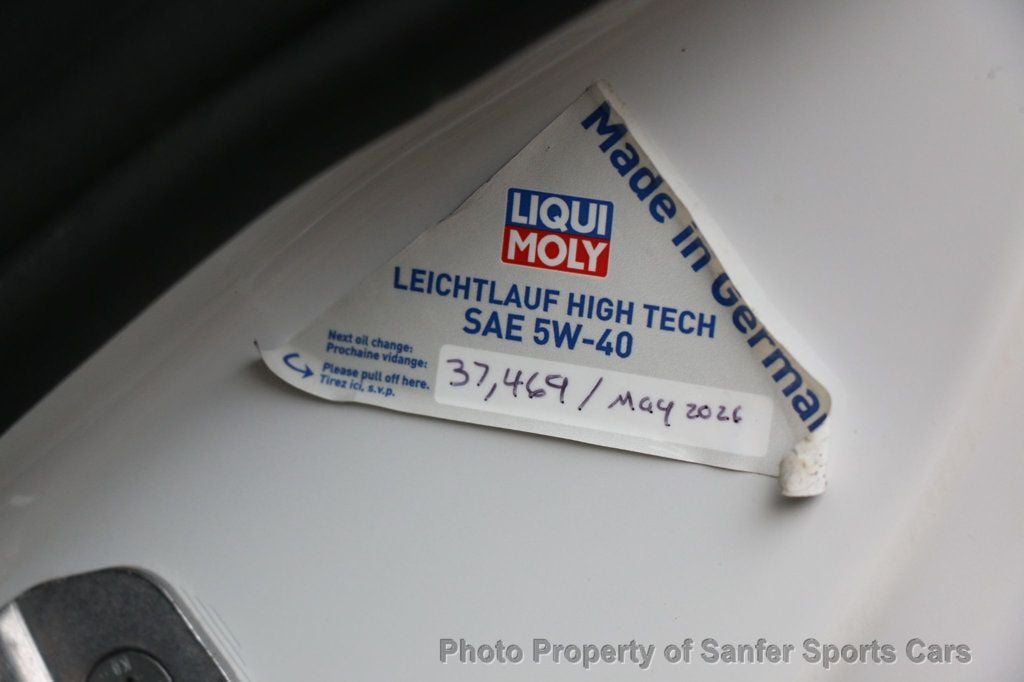 LIQUI
MOLY
Made in German
LEICHTLAUF HIGH TECH
SAE 5W-40
Next oil change:
Prochaine vidange:
Please pull off here.
Tirez ici, s.v.p.
37,469 / May 2026
Photo Property of Sanfer Sports Cars